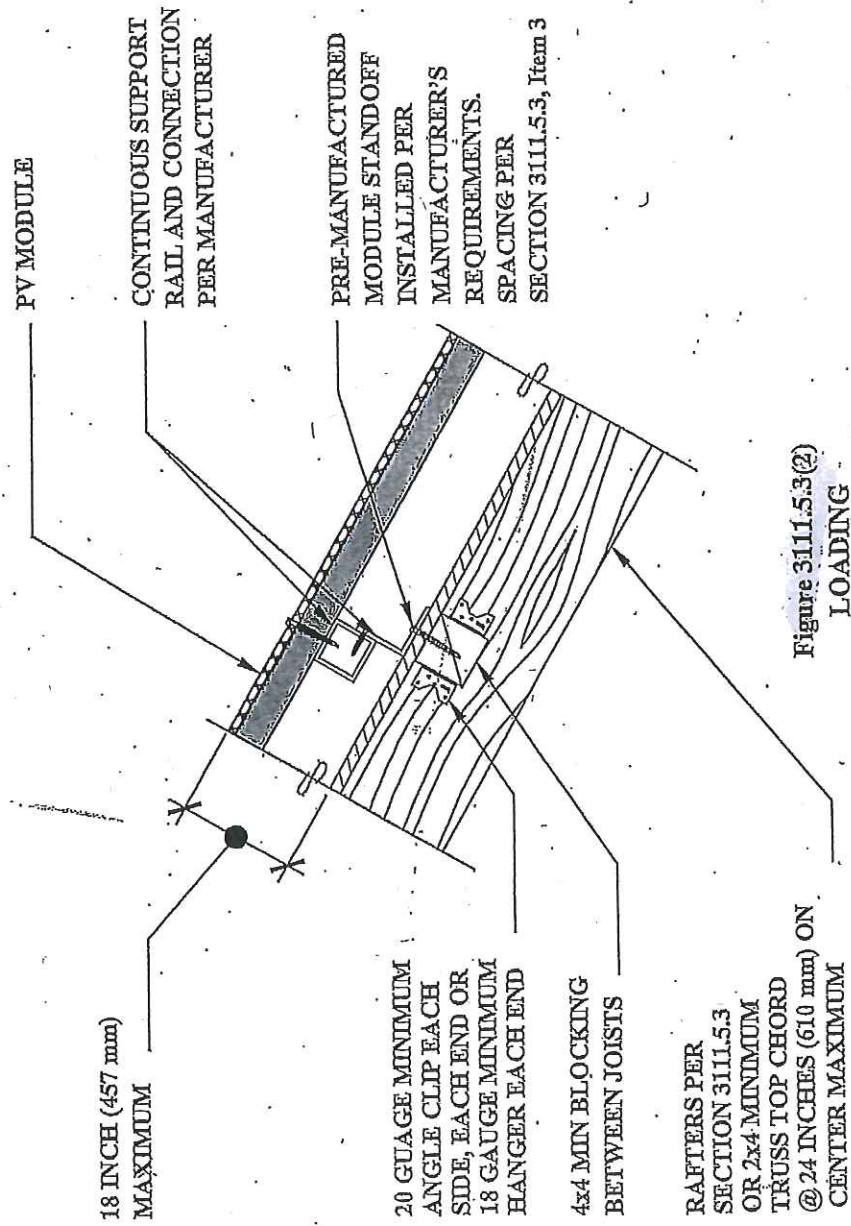 PV MODULE
CONTINUOUS SUPPORT
RAIL AND CONNECTION
PER MANUFACTURER
PRE-MANUFACTURED
MODULE STANDOFF
INSTALLED PER
MANUFACTURER'S
REQUIREMENTS.
SPACING PER
SECTION 3111.5.3, Item 3
18 INCH (457 mm)
MAXIMUM
20 GUAGE MINIMUM
ANGLE CLIP EACH
SIDE, EACH END OR
18 GAUGE MINIMUM
HANGER EACH END
4x4 MIN BLOCKING
BETWEEN JOISTS
RAFTERS PER
SECTION 3111.5.3
OR 2x4 MINIMUM
TRUSS TOP CHORD
@ 24 INCHES (610 mm) ON
CENTER MAXIMUM
Figure 3111.5.3(2)
LOADING